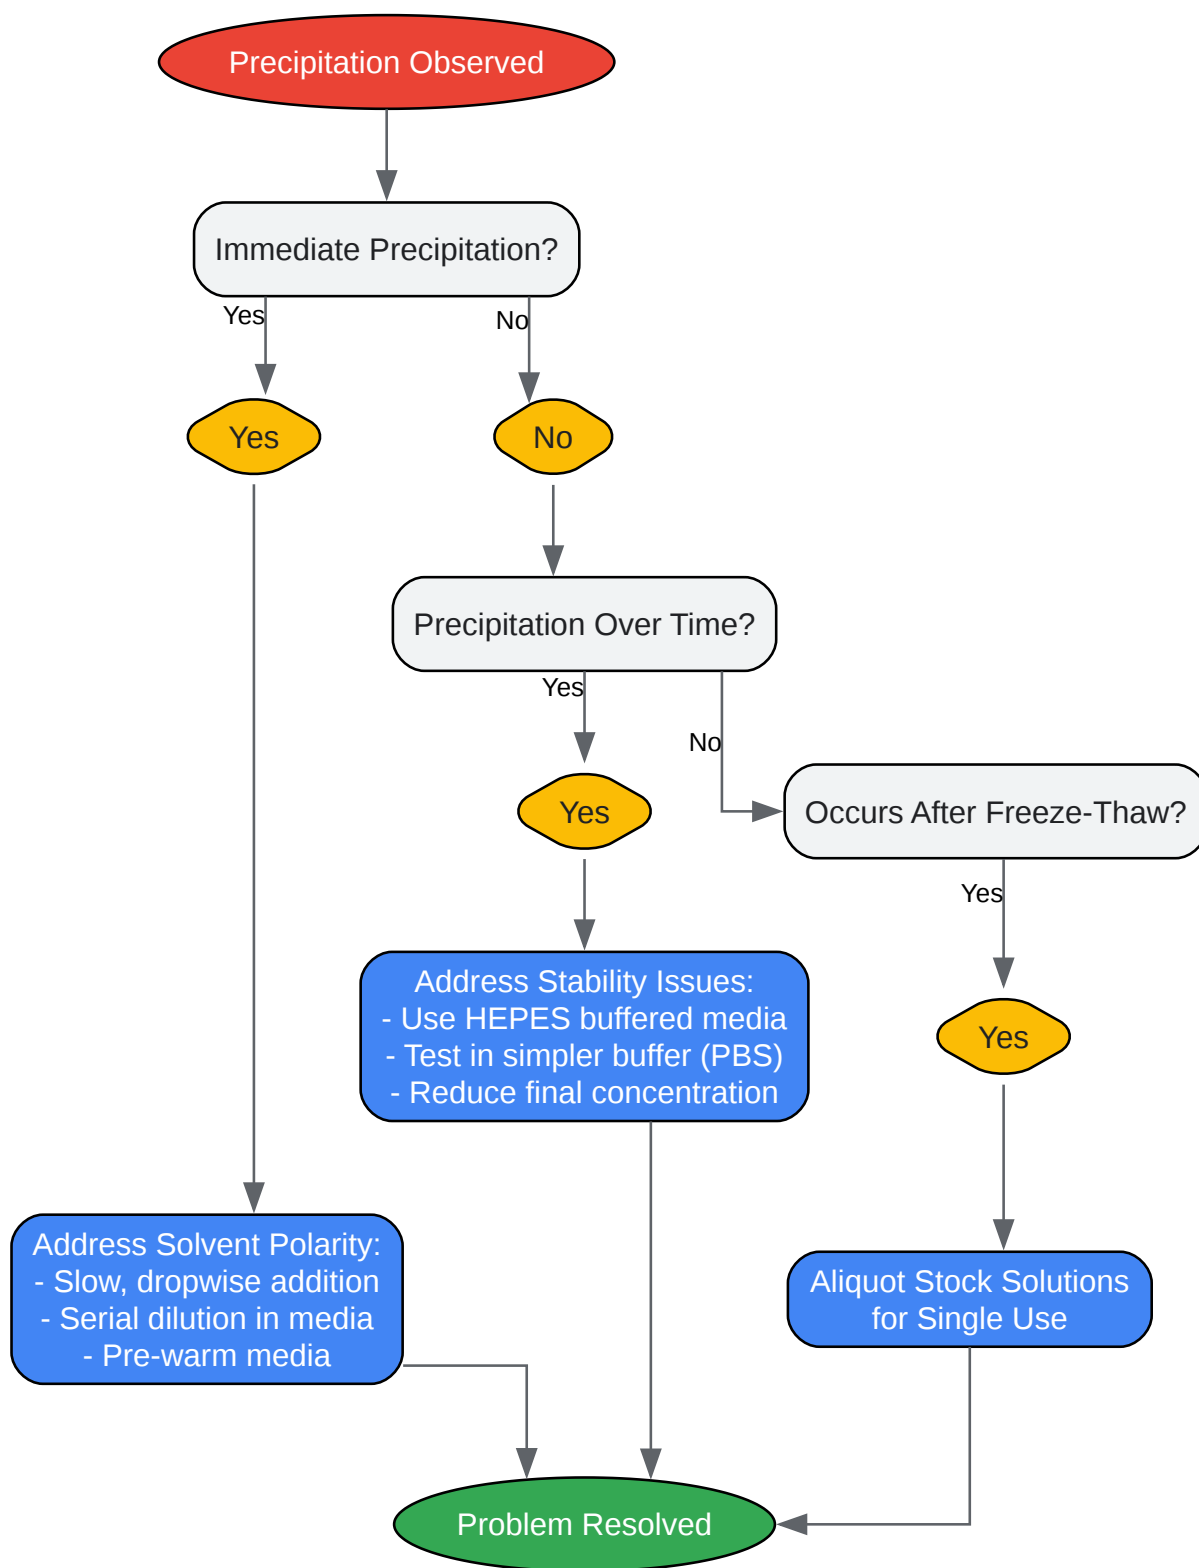 Precipitation Observed
Immediate Precipitation?
Yes
No
Yes
No
Precipitation Over Time?
Yes
No
Yes
Occurs After Freeze-Thaw?
Yes
Address Stability Issues:
- Use HEPES buffered media
- Test in simpler buffer (PBS)
- Reduce final concentration
Yes
Address Solvent Polarity:
- Slow, dropwise addition
- Serial dilution in media
- Pre-warm media
Aliquot Stock Solutions
for Single Use
Problem Resolved